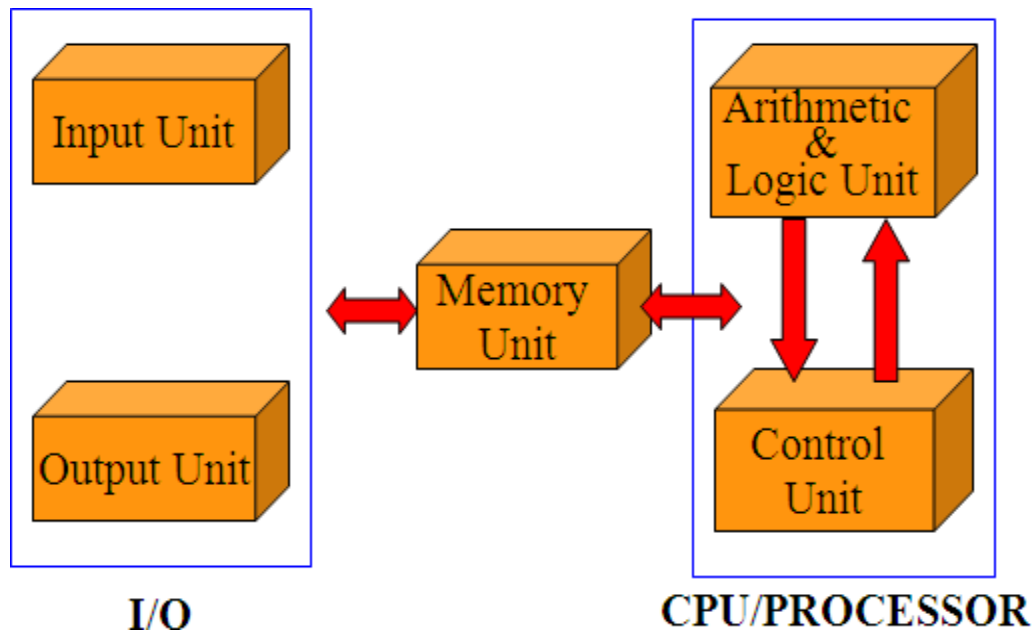 Input Unit
Output Unit
I/O
Memory
Unit
Arithmetic
&
Logic Unit
Control
Unit
CPU/PROCESSOR